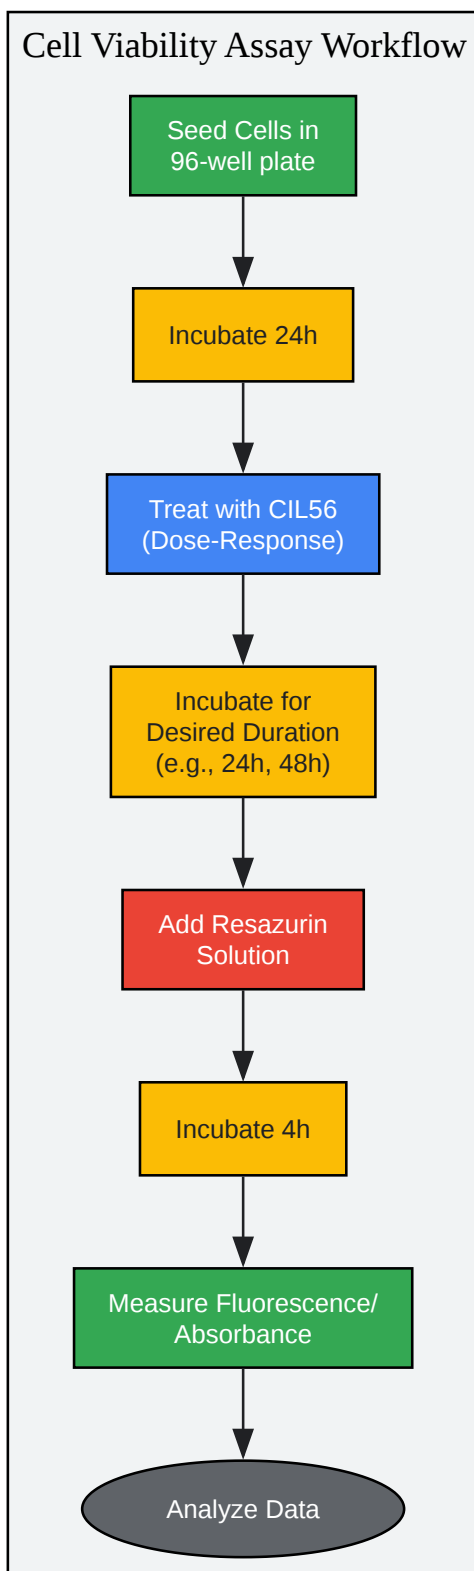 Cell Viability Assay Workflow
Seed Cells in
96-well plate
Incubate 24h
Treat with CIL56
(Dose-Response)
Incubate for
Desired Duration
(e.g., 24h, 48h)
Add Resazurin
Solution
Incubate 4h
Measure Fluorescence/
Absorbance
Analyze Data